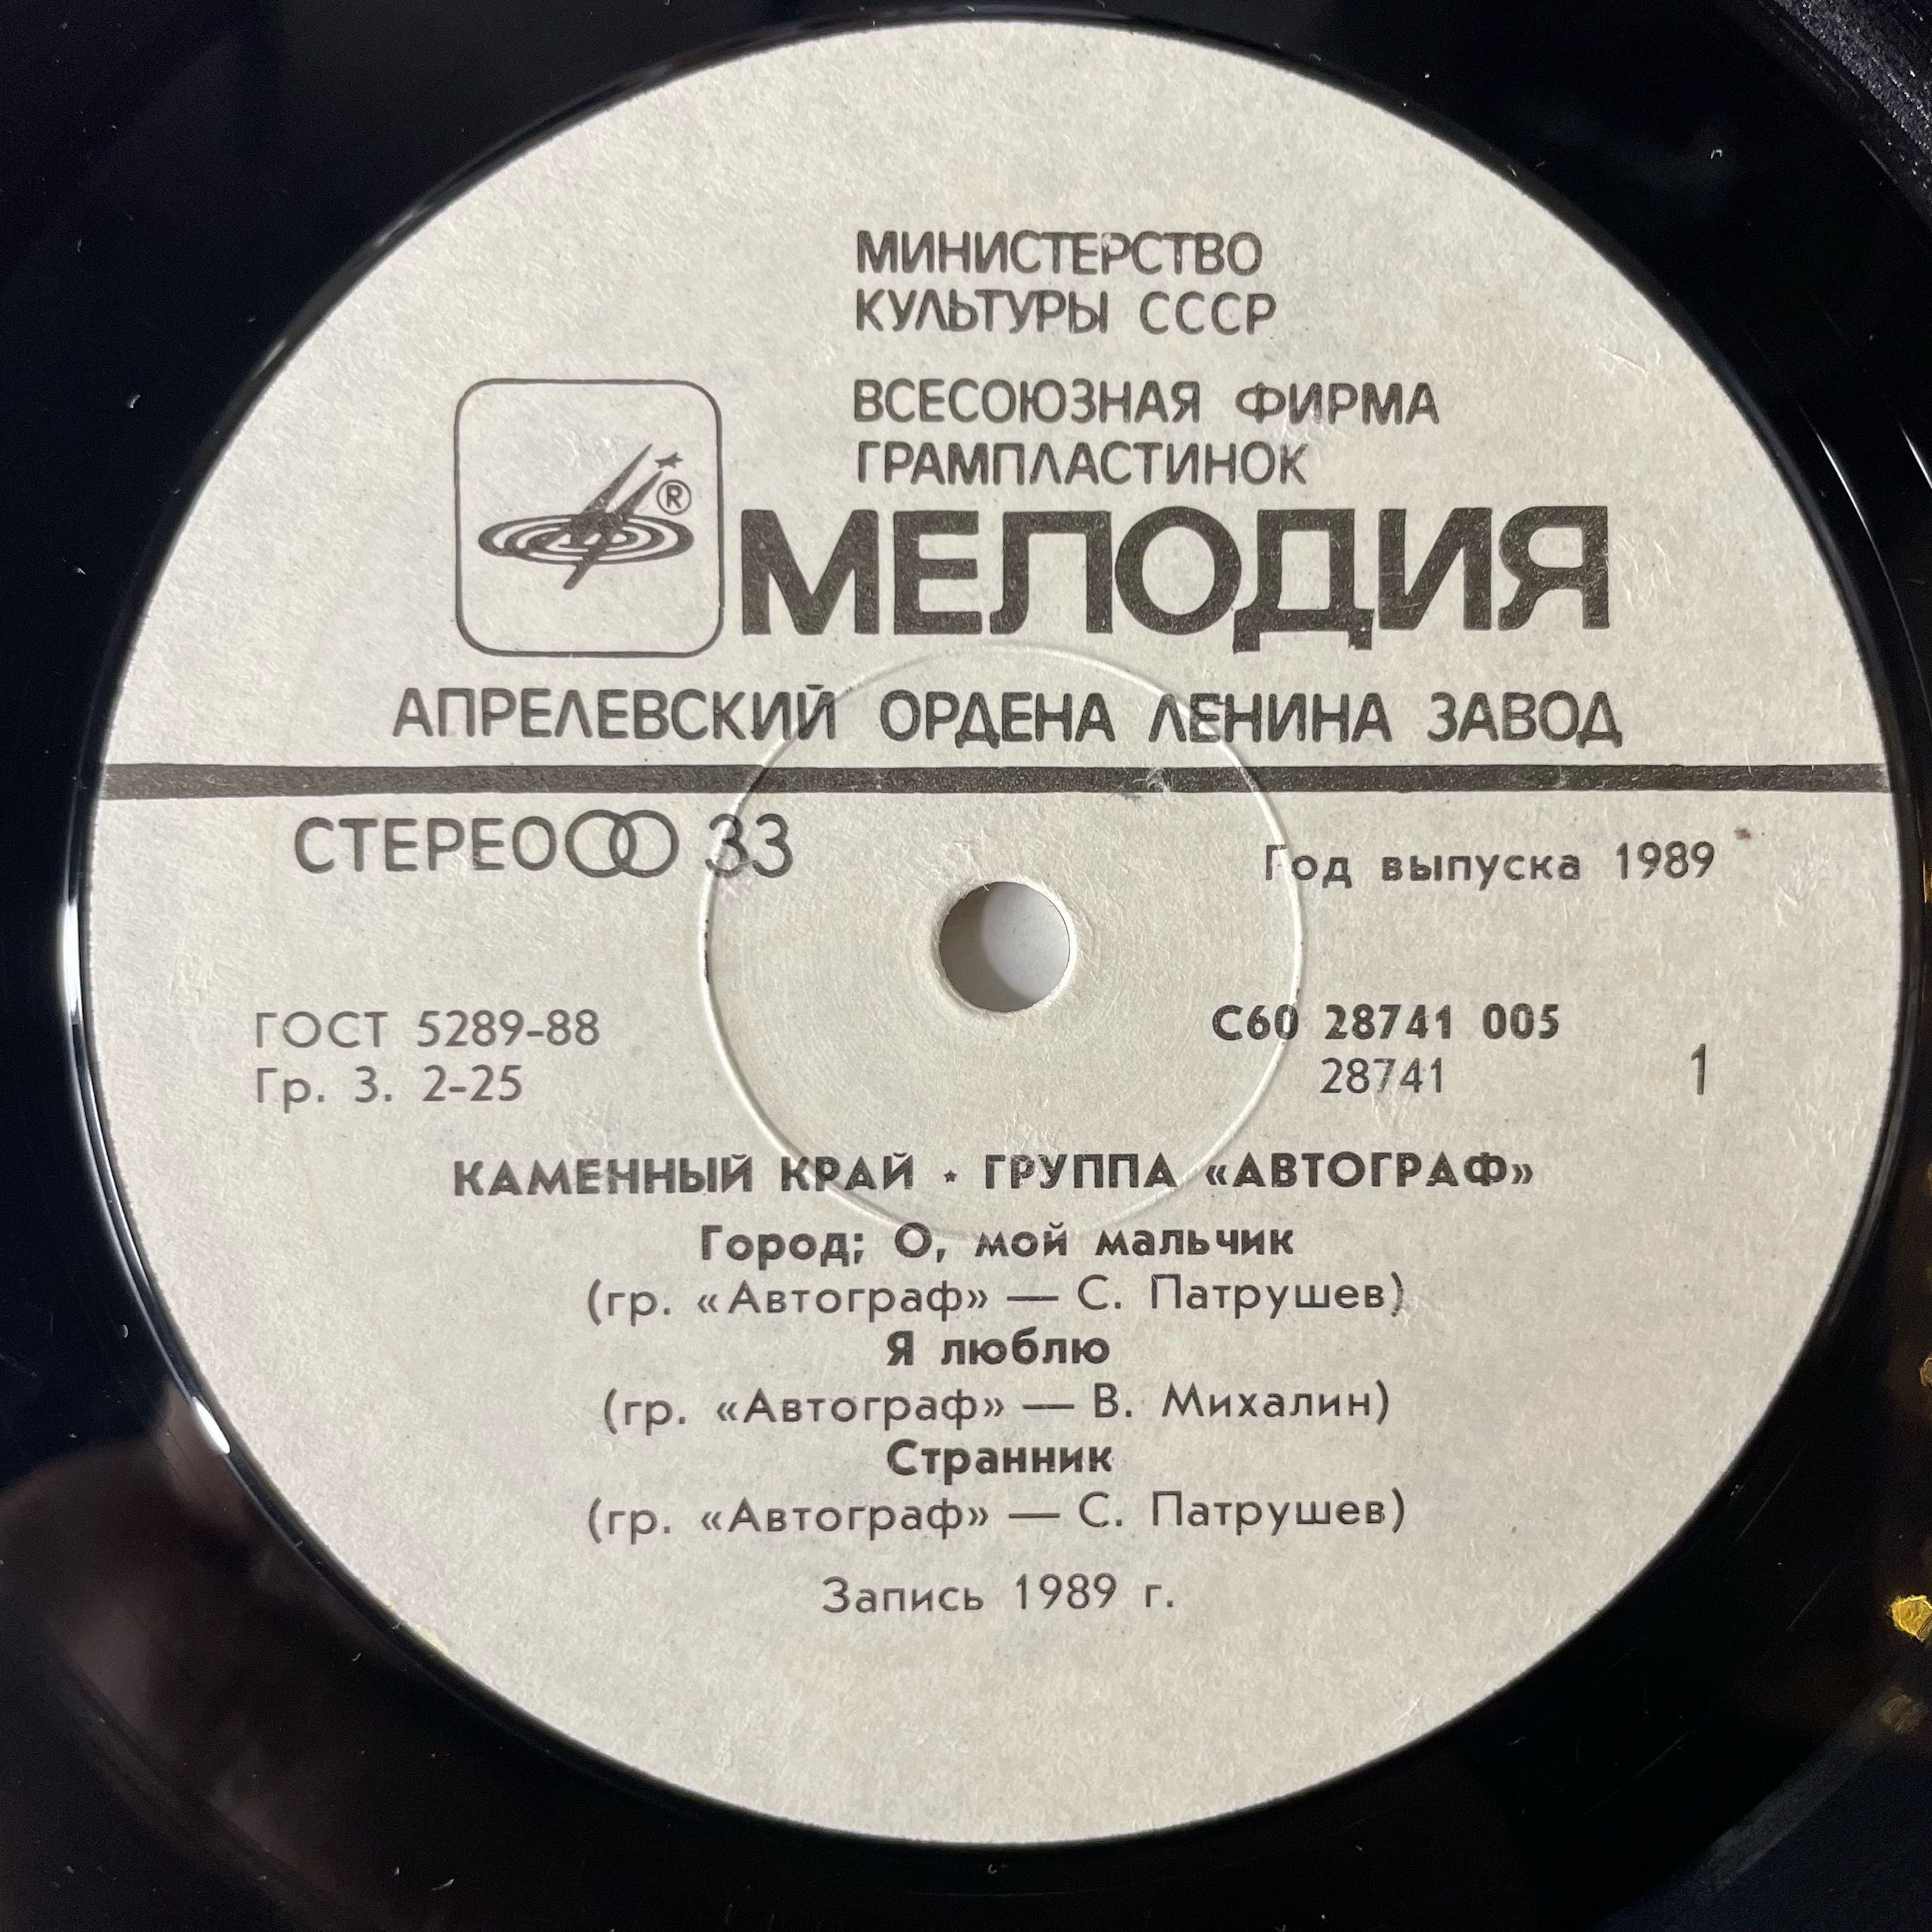 МИНИСТЕРСТВО
КУЛЬТУРЫ СССР
ВСЕСОЮЗНАЯ ФИРМА
ГРАМПЛАСТИНОК
®
МЕЛОДИЯ
АПРЕЛЕВСКИЙ ОРДЕНА ЛЕНИНА ЗАВОД
СТЕРЕО 33
Год выпуска 1989
ГОСТ 5289-88
Гр. 3. 2-25
С60 28741 005
28741
1
КАМЕННЫЙ КРАЙ • ГРУППА «АВТОГРАФ»
Город; О, мой мальчик
(гр. «Автограф» — С. Патрушев)
Я люблю
(гр. «Автограф» — В. Михалин)
Странник
(гр. «Автограф» — С. Патрушев)
Запись 1989 г.